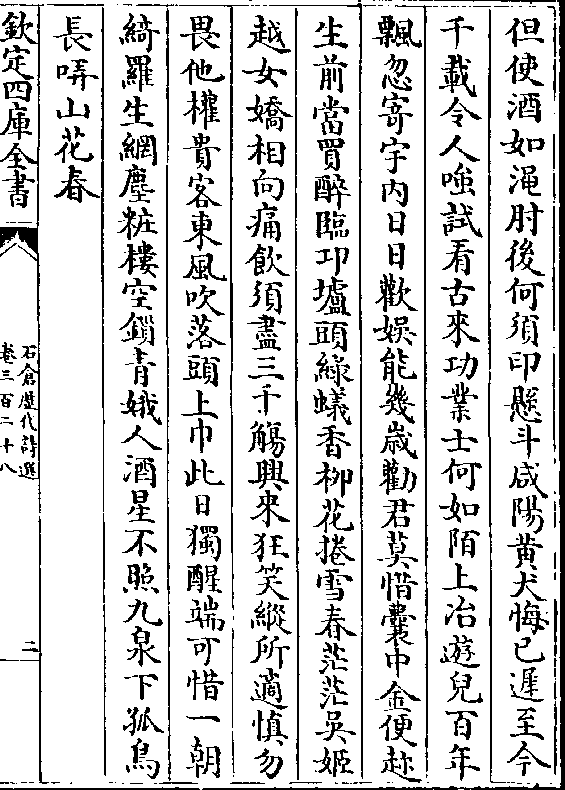 但使酒如澠肘後何須印懸斗咸陽黄犬悔已遲至今
千載令人嗤試看古來功業士何如陌上冶遊兒百年
飄忽寄宇内日日歡娱能幾歳勸君莫惜囊中金便趂
生前當買醉臨卭壚頭綠蟻香栁花捲雪春茫茫吳姬
越女嬌相向痛飲須盡三千觴興來狂笑縱所適慎勿
畏他權貴客東風吹落頭上巾此日獨醒端可惜一朝
綺羅生網塵粧樓空鎻青娥人酒星不照九泉下孤鳥
長哢山花春
欽定四庫全書
石倉歴代詩選
卷三百二十八
二